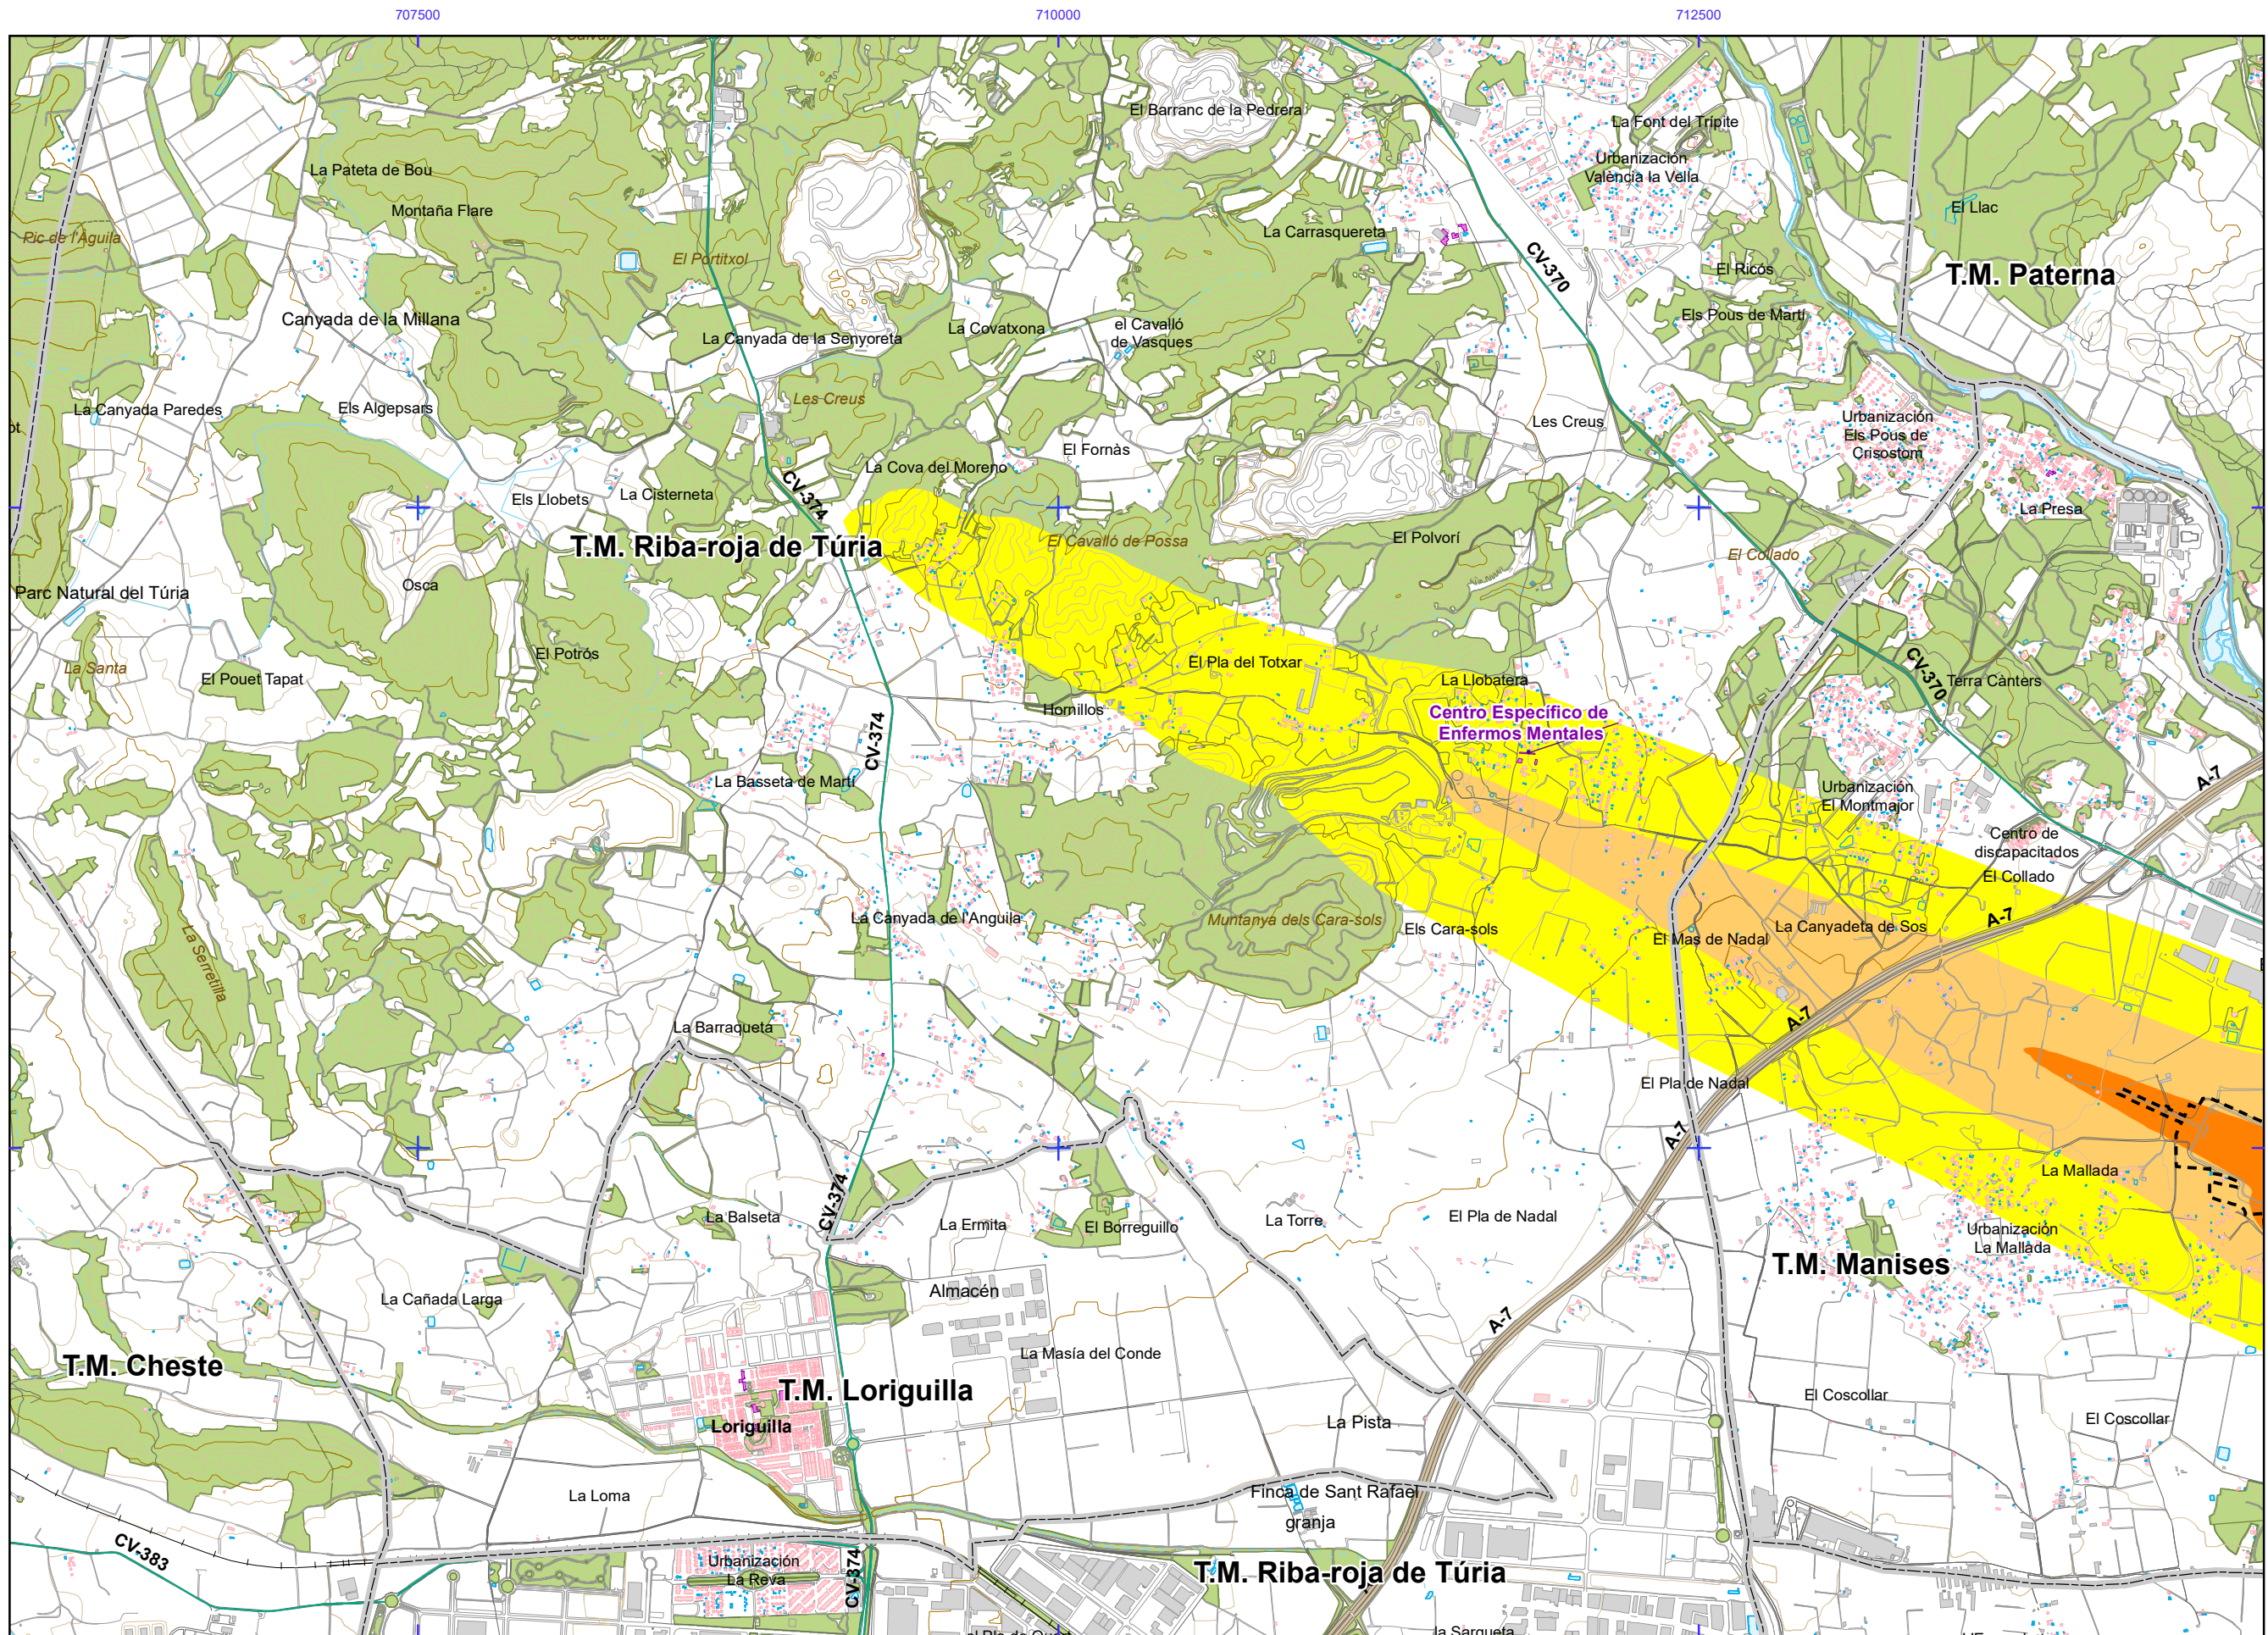 707500
710000
712500
El Barranc de la Pedrera
La Font del Trípite
Urbanización
València la Vella
La Pateta de Bou
Montaña Flare
El Llac
Pic de l'Àguila
La Carrasquereta
El Portitxol
CV-370
El Ricós
T.M. Paterna
Canyada de la Millana
La Canyada de la Senyoreta
La Covatxona
el Cavalló
de Vasques
Els Pous de Martí
La Canyada Paredes
Els Algepsars
Les Creus
Les Creus
Urbanización
Els Pous de
Crisostom
El Fornàs
La Cova del Moreno
CV-374
Els Llobets
La Cisterneta
La Presa
T.M. Riba-roja de Túria
El Cavalló de Possa
El Polvorí
El Collado
Parc Natural del Túria
Osca
La Santa
El Pouet Tapat
El Potrós
El Pla del Totxar
La Llobatera
CV-370
Terra Cànters
Hornillos
Centro Específico de
Enfermos Mentales
CV-374
La Basseta de Martí
A-7
Urbanización
El Montmajor
Centro de
discapacitados
El Collado
La Canyada de l'Anguila
Muntanya dels Cara-sols
Els Cara-sols
A-7
La Canyadeta de Sos
El Mas de Nadal
La Serretilla
A-7
La Barraqueta
El Pla de Nadal
A-7
La Mallada
CV-374
La Balseta
La Ermita
El Borreguillo
La Torre
El Pla de Nadal
Urbanización
La Mallada
T.M. Manises
La Cañada Larga
Almacén
A-7
La Masía del Conde
T.M. Cheste
T.M. Loriguilla
El Coscollar
El Coscollar
Loriguilla
La Pista
La Loma
Finca de Sant Rafael
granja
CV-383
Urbanización
La Reva
CV-374
T.M. Riba-roja de Túria
la Sargueta